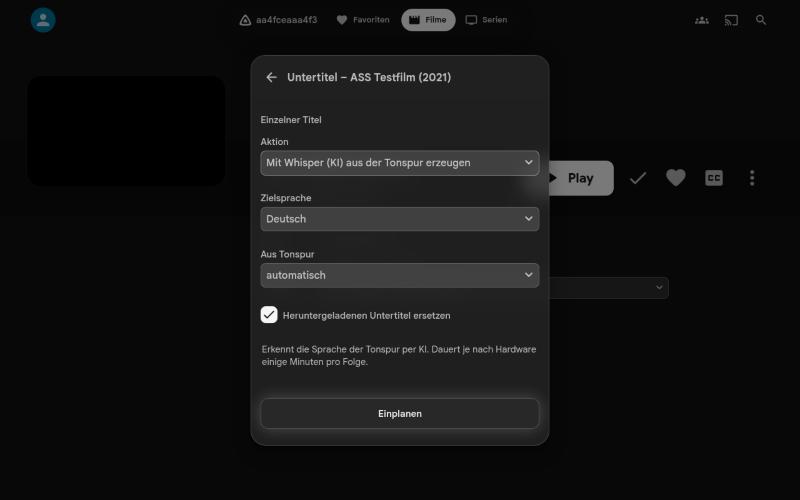 aa4fceaaa4f3
Favoriten
Filme
Serien
Untertitel – ASS Testfilm (2021)
Einzelner Titel
Aktion
Mit Whisper (KI) aus der Tonspur erzeugen
Zielsprache
Deutsch
Aus Tonspur
automatisch
Heruntergeladenen Untertitel ersetzen
Erkennt die Sprache der Tonspur per KI. Dauert je nach Hardware
einige Minuten pro Folge.
Einplanen
Play
CC